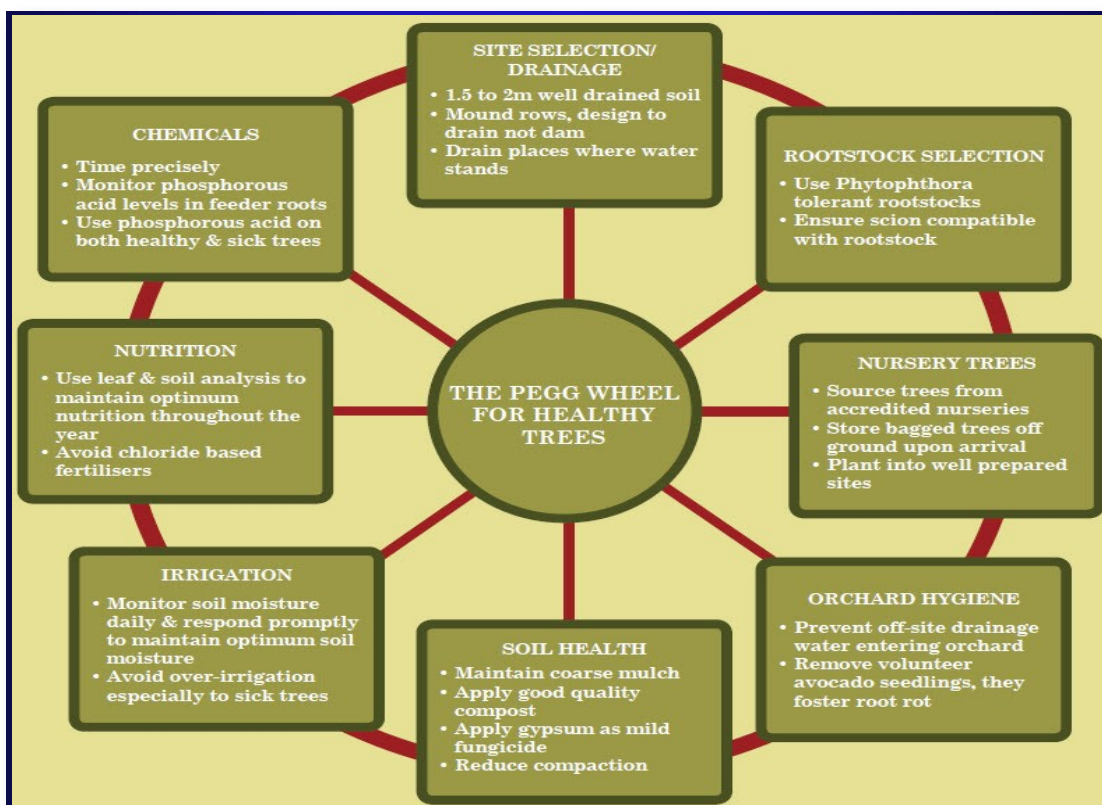 SITE SELECTION/
DRAINAGE
• 1.5 to 2m well drained soil
• Mound rows, design to
drain not dam
• Drain places where water
stands
ROOTSTOCK SELECTION
• Use Phytophthora
tolerant rootstocks
• Ensure scion compatible
with rootstock
NURSERY TREES
• Source trees from
accredited nurseries
• Store bagged trees off
ground upon arrival
• Plant into well prepared
sites
ORCHARD HYGIENE
• Prevent off-site drainage
water entering orchard
• Remove volunteer
avocado seedlings, they
foster root rot
SOIL HEALTH
• Maintain coarse mulch
• Apply good quality
compost
• Apply gypsum as mild
fungicide
• Reduce compaction
IRRIGATION
• Monitor soil moisture
daily & respond promptly
to maintain optimum soil
moisture
• Avoid over-irrigation
especially to sick trees
NUTRITION
• Use leaf & soil analysis to
maintain optimum
nutrition throughout the
year
• Avoid chloride based
fertilisers
CHEMICALS
• Time precisely
• Monitor phosphorous
acid levels in feeder roots
• Use phosphorous acid on
both healthy & sick trees
THE PEGG WHEEL
FOR HEALTHY
TREES